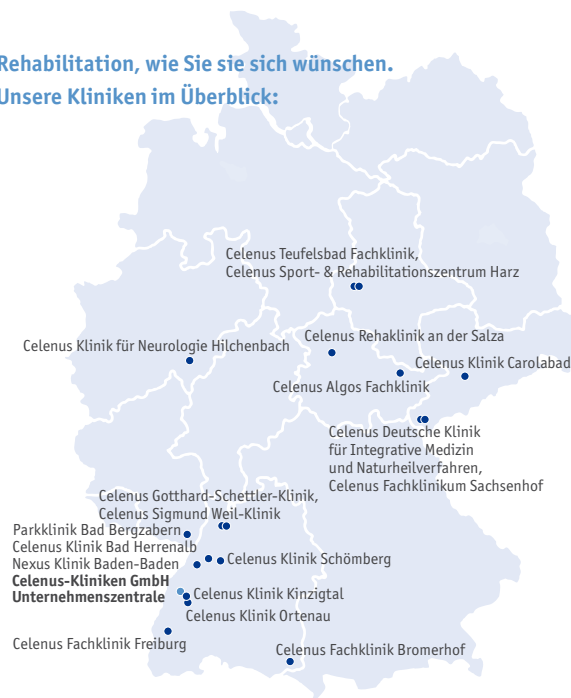 Rehabilitation, wie Sie sie sich wünschen.
Unsere Kliniken im Überblick:
Celenus Teufelsbad Fachklinik,
Celenus Sport- & Rehabilitationszentrum Harz
Celenus Rehaklinik an der Salza
Celenus Klinik für Neurologie Hilchenbach
Celenus Klinik Carolabad
Celenus Algos Fachklinik
Celenus Deutsche Klinik
für Integrative Medizin
und Naturheilverfahren,
Celenus Fachklinikum Sachsenhof
Celenus Gotthard-Schettler-Klinik,
Celenus Sigmund Weil-Klinik
Parkklinik Bad Bergzabern
Celenus Klinik Bad Herrenalb
Nexus Klinik Baden-Baden
Celenus Klinik Schömberg
Celenus-Kliniken GmbH
Unternehmenszentrale
Celenus Klinik Kinzigtal
Celenus Klinik Ortenau
Celenus Fachklinik Freiburg
Celenus Fachklinik Bromerhof